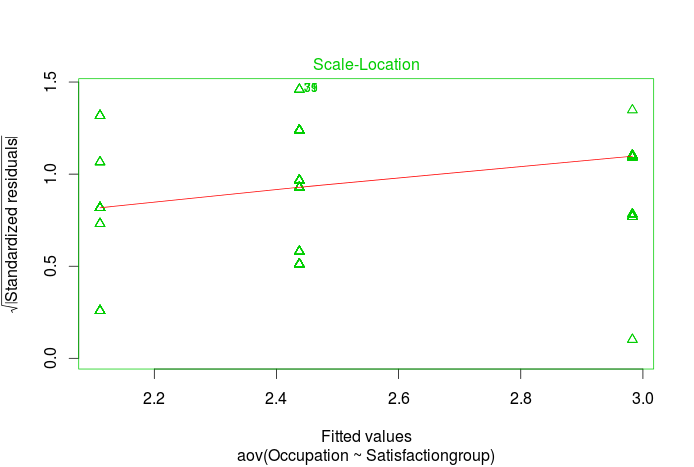 Scale-Location
√|Standardized residuals|
1.5
1.0
0.5
0.0
2.2 2.4 2.6 2.8 3.0
Fitted values
aov(Occupation ~ Satisfactiongroup)